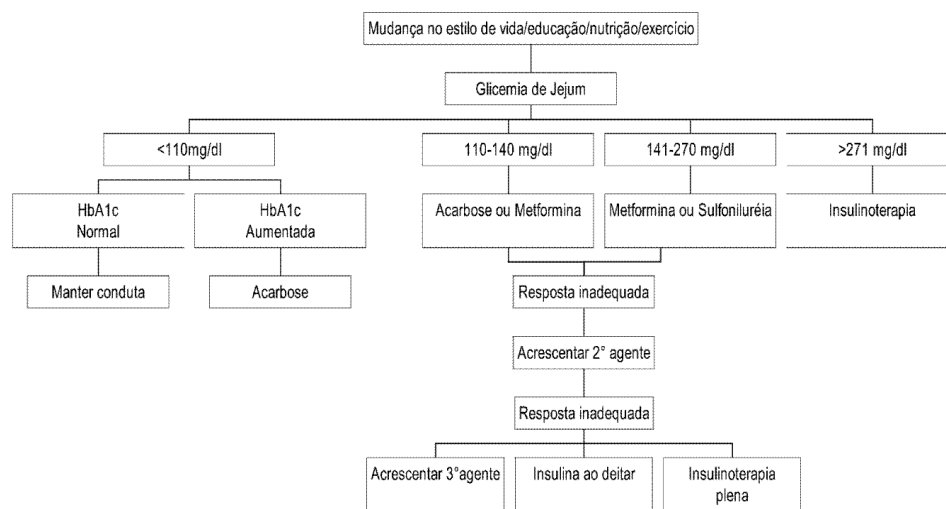 Mudança no estilo de vida/educação/nutrição/exercício
Glicemia de Jejum
<110mg/dl
110-140 mg/dl
141-270 mg/dl
>271 mg/dl
HbA1c
Normal
HbA1c
Aumentada
Acarbose ou Metformina
Metformina ou Sulfoniluréia
Insulinoterapia
Manter conduta
Acarbose
Resposta inadequada
Acrescentar 2° agente
Resposta inadequada
Acrescentar 3°agente
Insulina ao deitar
Insulinoterapia
plena